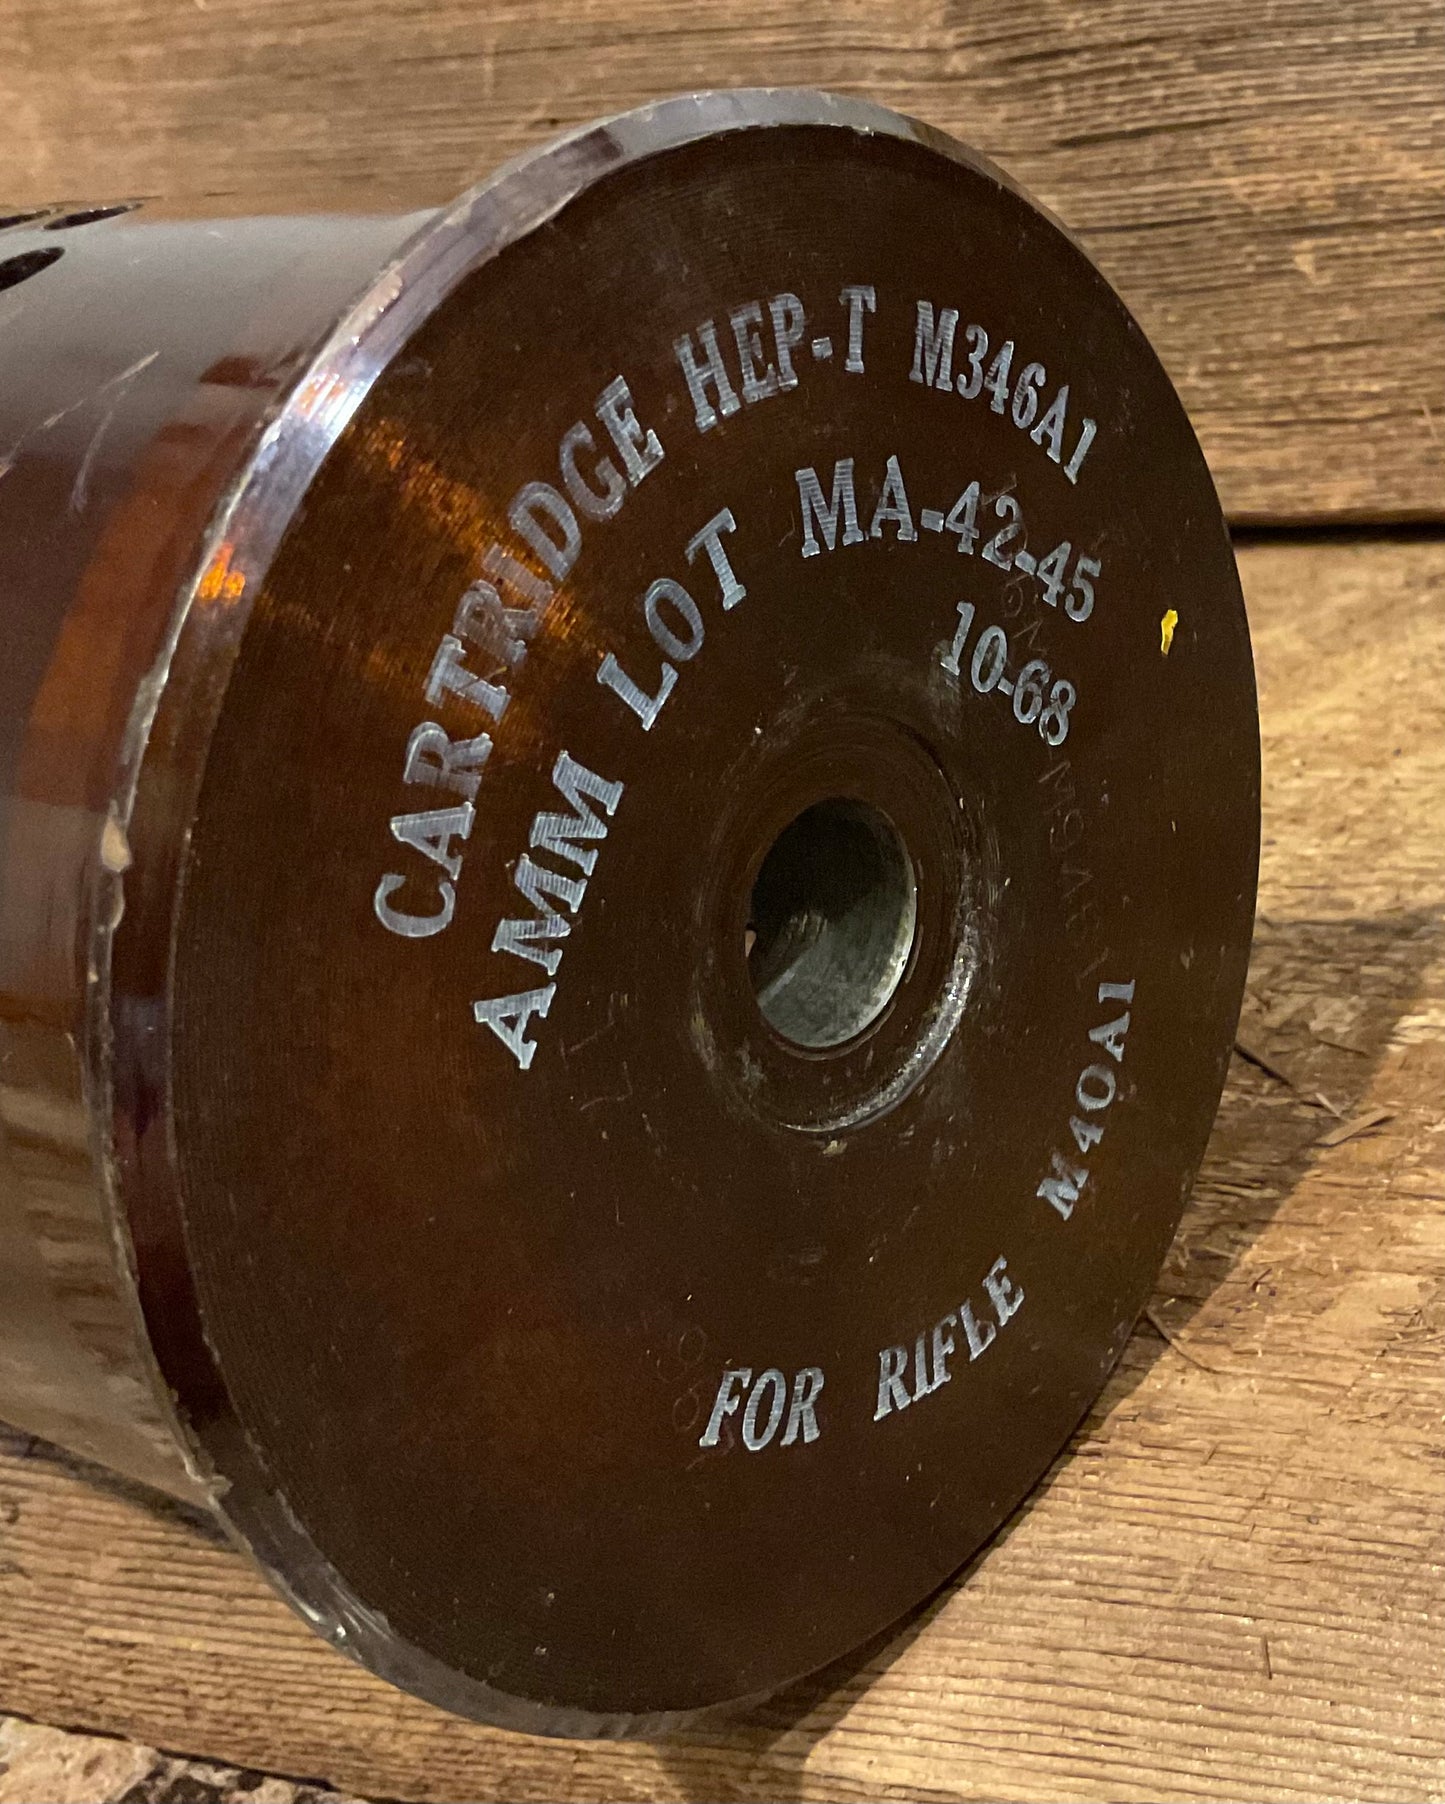 CARTRIDGE HEP-T M346A1
AMM LOT MA-42-45
10-68
FOR RIFLE M40A1